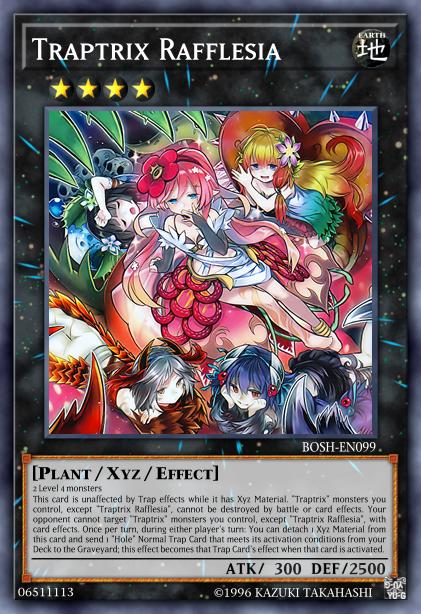 Traptrix Rafflesia
EARTH
地
BOSH-EN099
[Plant / Xyz / Effect]
2 Level 4 monsters
This card is unaffected by Trap effects while it has Xyz Material. "Traptrix" monsters you
control, except "Traptrix Rafflesia", cannot be destroyed by battle or card effects. Your
opponent cannot target "Traptrix" monsters you control, except "Traptrix Rafflesia", with
card effects. Once per turn, during either player's turn: You can detach 1 Xyz Material from
this card and send 1 "Hole" Normal Trap Card that meets its activation conditions from your
Deck to the Graveyard; this effect becomes that Trap Card's effect when that card is activated.
ATK/ 300 DEF/2500
06511113
©1996 KAZUKI TAKAHASHI